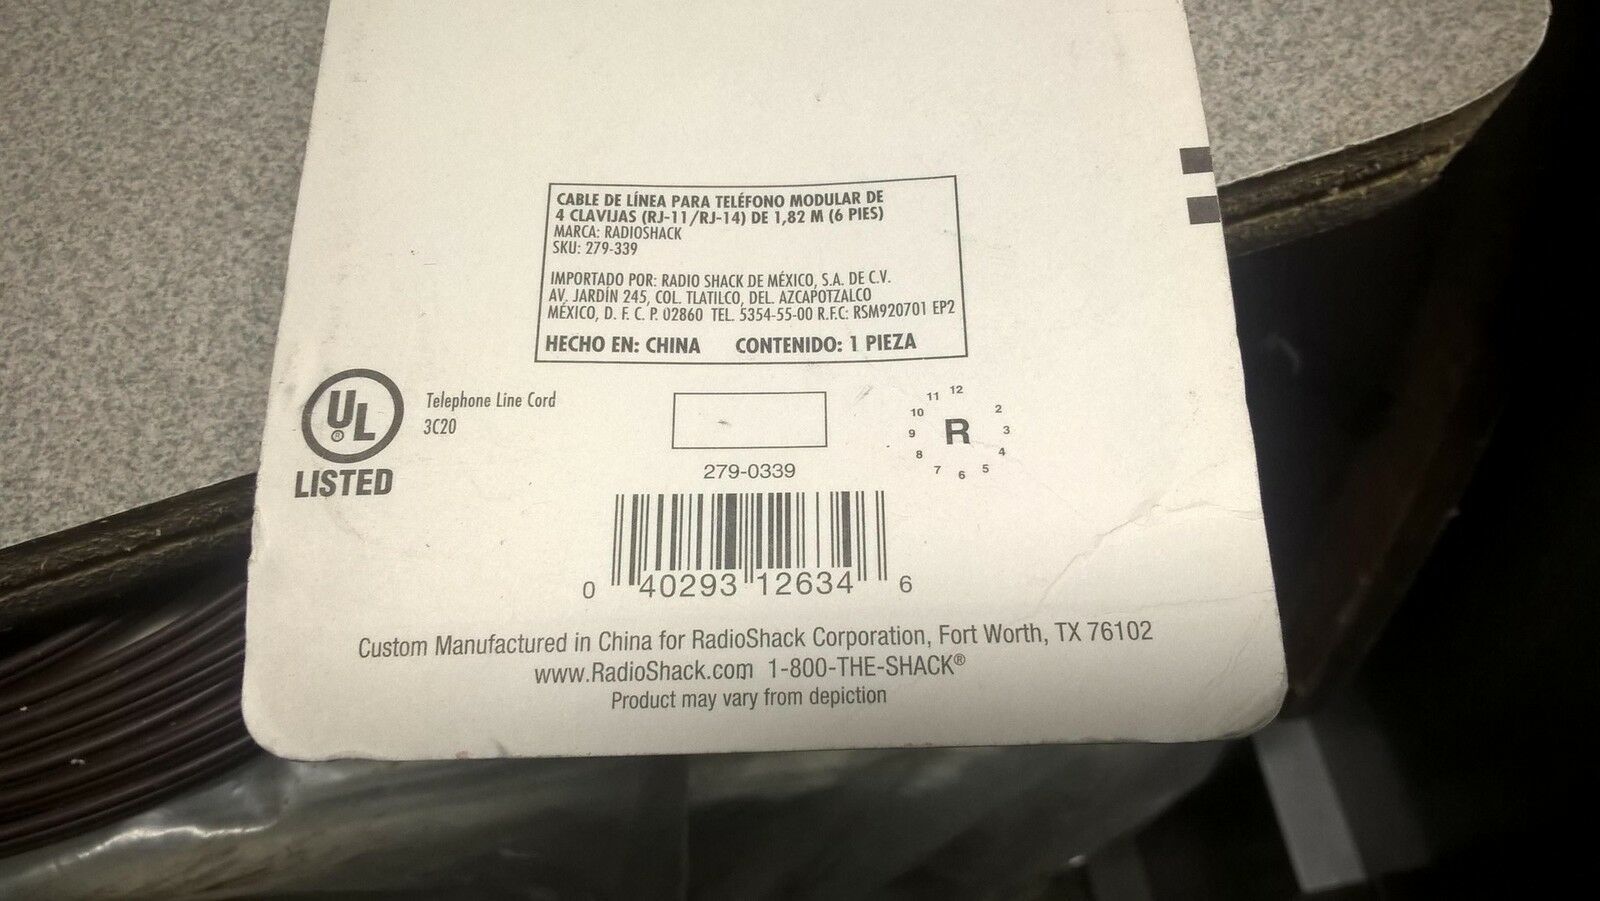 CABLE DE LÍNEA PARA TELÉFONO MODULAR DE
4 CLAVIJAS (RJ-11/RJ-14) DE 1,82 M (6 PIES)
MARCA: RADIOSHACK
SKU: 279-339
IMPORTADO POR: RADIO SHACK DE MÉXICO, S.A. DE C.V.
AV. JARDÍN 245, COL. TLATILCO, DEL. AZCAPOTZALCO
MÉXICO, D. F. C. P. 02860 TEL. 5354-55-00 R.F.C: RSM920701 EP2
HECHO EN: CHINA CONTENIDO: 1 PIEZA
UL®
LISTED
Telephone Line Cord
3C20
11 12
10 2
9 R 3
8 4
7 6 5
279-0339
0 40293 12634 6
Custom Manufactured in China for RadioShack Corporation, Fort Worth, TX 76102
www.RadioShack.com 1-800-THE-SHACK®
Product may vary from depiction